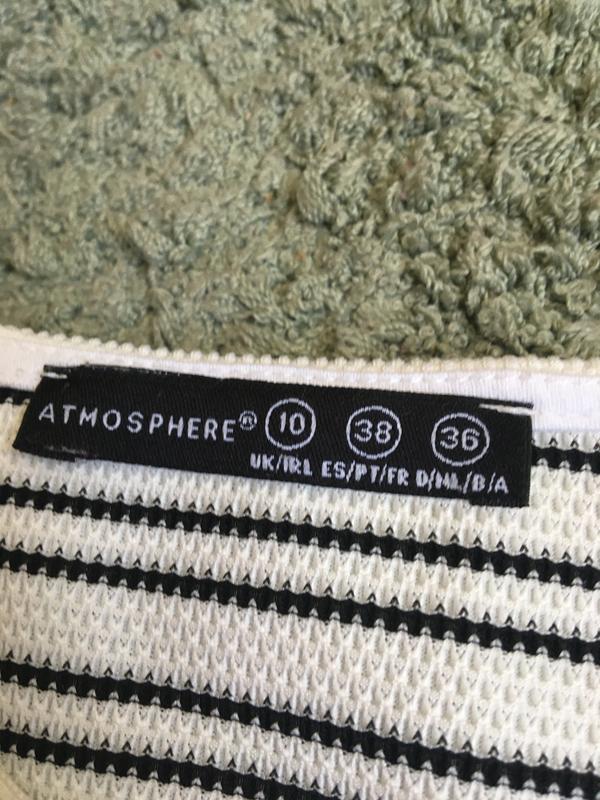 ATMOSPHERE® 10 38 36
UK/IRL ES/PT/FR D/NL/B/A